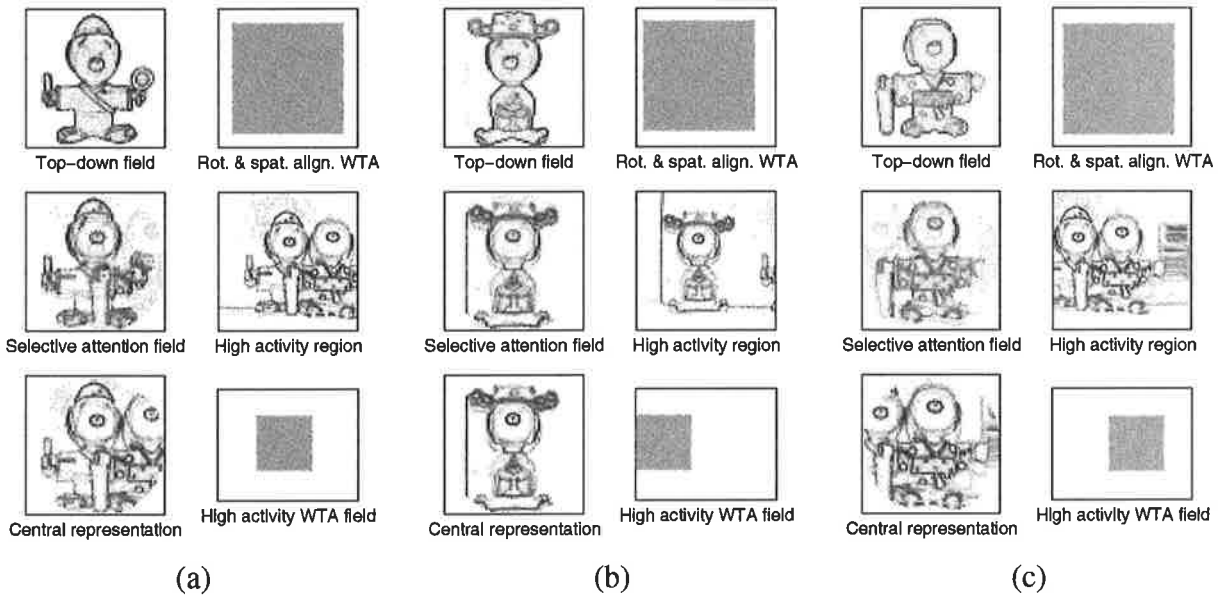 Top-down field
Rot. & spat. align. WTA
Selective attention field
High activity region
Central representation
High activity WTA field
(a)
Top-down field
Rot. & spat. align. WTA
Selective attention field
High activity region
Central representation
High activity WTA field
(b)
Top-down field
Rot. & spat. align. WTA
Selective attention field
High activity region
Central representation
High activity WTA field
(c)